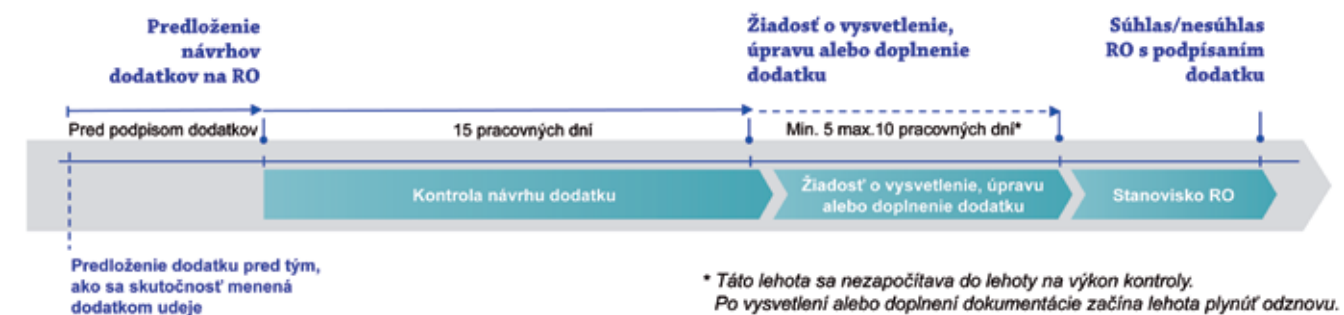 Predloženie
návrhov
dodatkov na RO
Žiadosť o vysvetlenie,
úpravu alebo doplnenie
dodatku
Súhlas/nesúhlas
RO s podpísaním
dodatku
Pred podpisom dodatkov
15 pracovných dní
Min. 5 max.10 pracovných dní*
Kontrola návrhu dodatku
Žiadosť o vysvetlenie, úpravu
alebo doplnenie dodatku
Stanovisko RO
Predloženie dodatku pred tým,
ako sa skutočnosť menená
dodatkom udeje
* Táto lehota sa nezapočítava do lehoty na výkon kontroly.
Po vysvetlení alebo doplnení dokumentácie začína lehota plynúť odznovu.